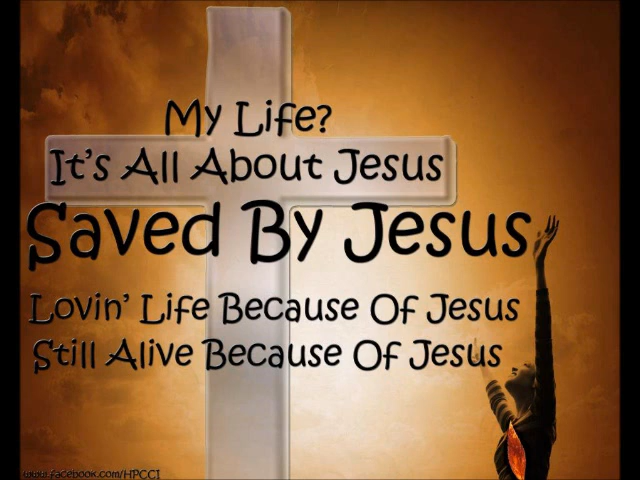 My Life?
It's All About Jesus
Saved By Jesus
Lovin' Life Because Of Jesus
Still Alive Because Of Jesus
www.facebook.com/HPCCI